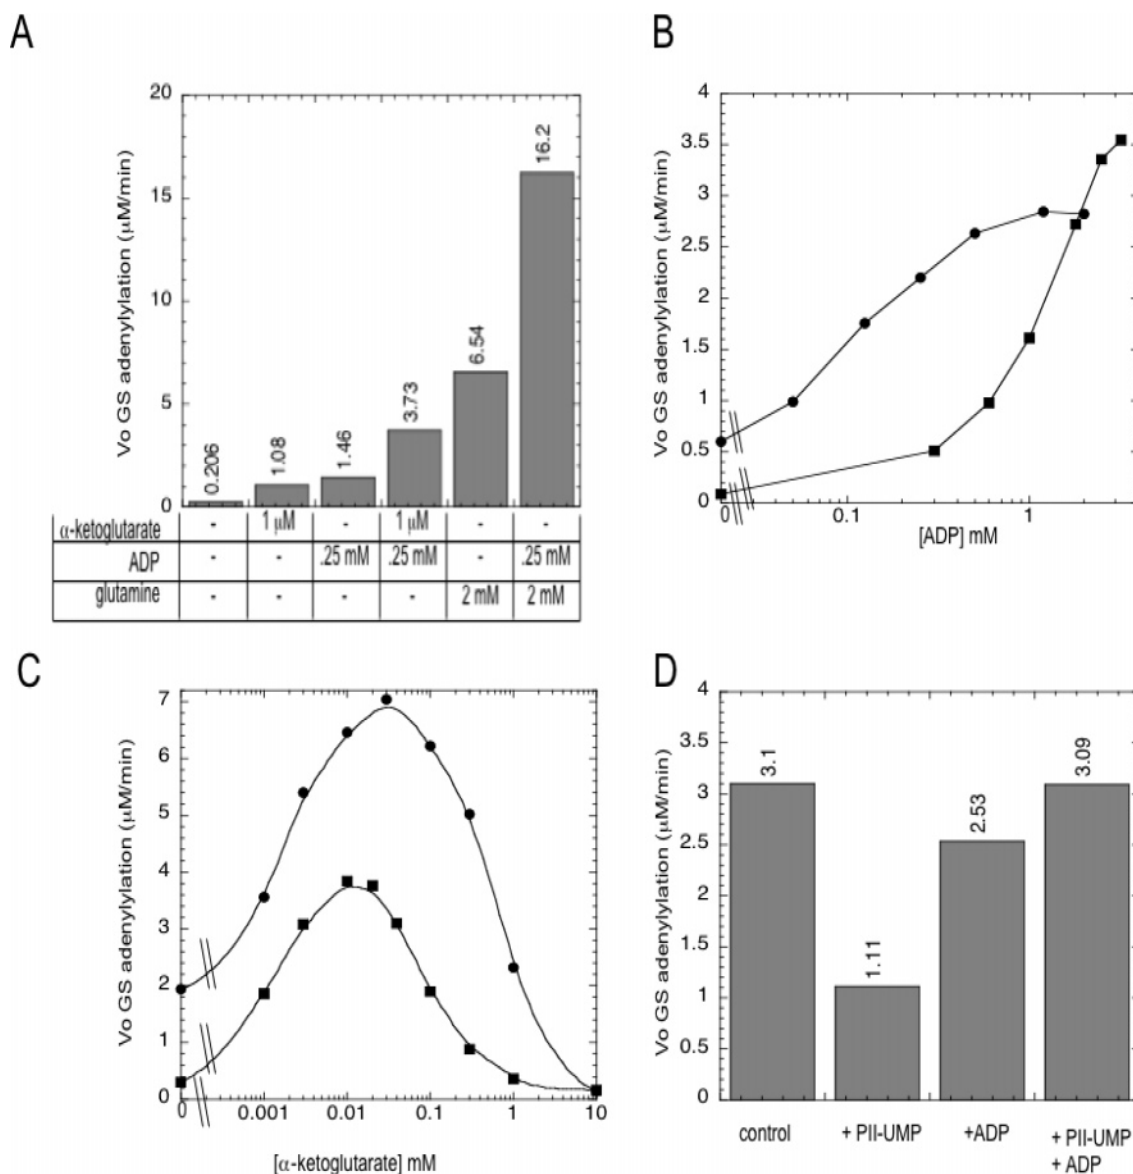 A
Vo GS adenylylation (μM/min)
20
15
10
5
0
0.206
1.08
1.46
3.73
6.54
16.2
α-ketoglutarate - 1 μM - 1 μM - -
ADP - - .25 mM .25 mM - .25 mM
glutamine - - - - 2 mM 2 mM
B
Vo GS adenylylation (μM/min)
4
3.5
3
2.5
2
1.5
1
0.5
0
0 0.1 1
[ADP] mM
C
Vo GS adenylylation (μM/min)
7
6
5
4
3
2
1
0
0 0.001 0.01 0.1 1 10
[α-ketoglutarate] mM
D
Vo GS adenylylation (μM/min)
4
3.5
3
2.5
2
1.5
1
0.5
0
3.1
1.11
2.53
3.09
control + PII-UMP +ADP + PII-UMP
+ ADP